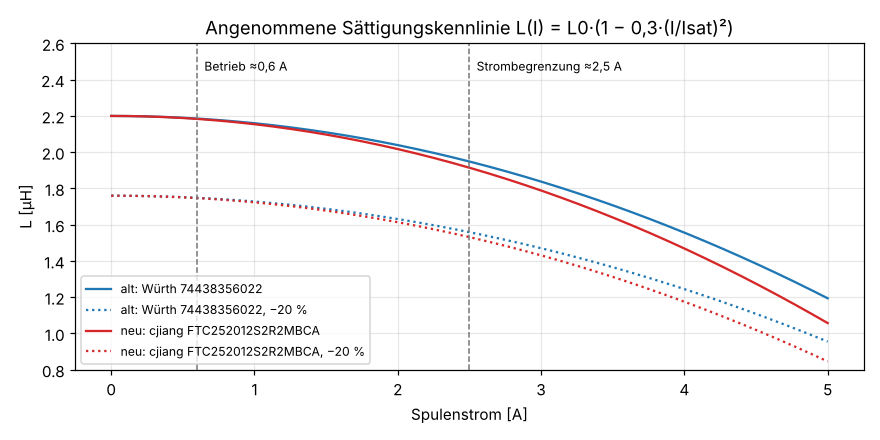 Angenommene Sättigungskennlinie L(I) = L0·(1 − 0,3·(I/Isat)²)
2.6
2.4
2.2
2.0
1.8
1.6
1.4
1.2
1.0
0.8
L [µH]
Betrieb ≈0,6 A
Strombegrenzung ≈2,5 A
alt: Würth 74438356022
alt: Würth 74438356022, −20 %
neu: cjiang FTC252012S2R2MBCA
neu: cjiang FTC252012S2R2MBCA, −20 %
0 1 2 3 4 5
Spulenstrom [A]